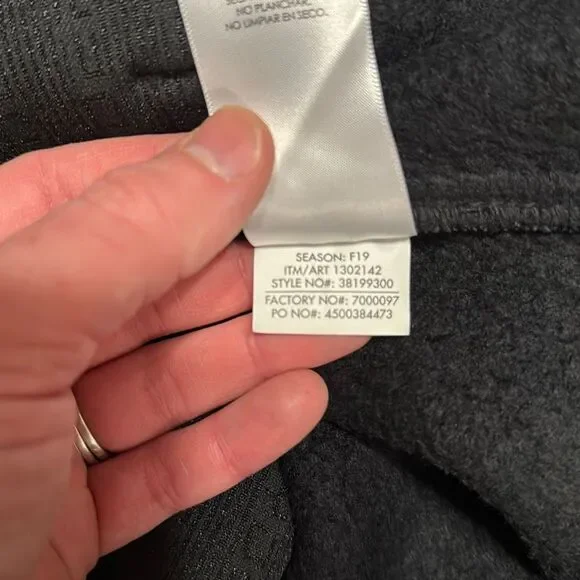 NO PLANCHAR.
NO LIMPIAR EN SECO.
SEASON: F19
ITM/ART 1302142
STYLE NO#: 38199300
FACTORY NO#: 7000097
PO NO#: 4500384473